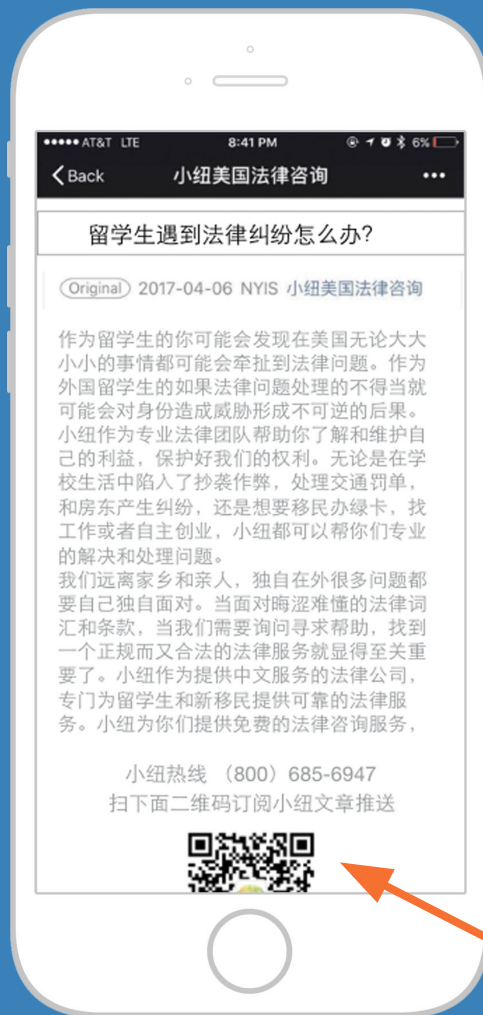 AT&T LTE 8:41 PM 6%
Back 小纽美国法律咨询
留学生遇到法律纠纷怎么办?
Original 2017-04-06 NYIS 小纽美国法律咨询
作为留学生的你可能会发现在美国无论大大
小小的事情都可能会牵扯到法律问题。作为
外国留学生的如果法律问题处理的不得当就
可能会对身份造成威胁形成不可逆的后果。
小纽作为专业法律团队帮助你了解和维护自
己的利益，保护好我们的权利。无论是在学
校生活中陷入了抄袭作弊，处理交通罚单，
和房东产生纠纷，还是想要移民办绿卡，找
工作或者自主创业，小纽都可以帮你们专业
的解决和处理问题。
我们远离家乡和亲人，独自在外很多问题都
要自己独自面对。当面对晦涩难懂的法律词
汇和条款，当我们需要询问寻求帮助，找到
一个正规而又合法的法律服务就显得至关重
要了。小纽作为提供中文服务的法律公司，
专门为留学生和新移民提供可靠的法律服
务。小纽为你们提供免费的法律咨询服务，
小纽热线 （800）685-6947
扫下面二维码订阅小纽文章推送